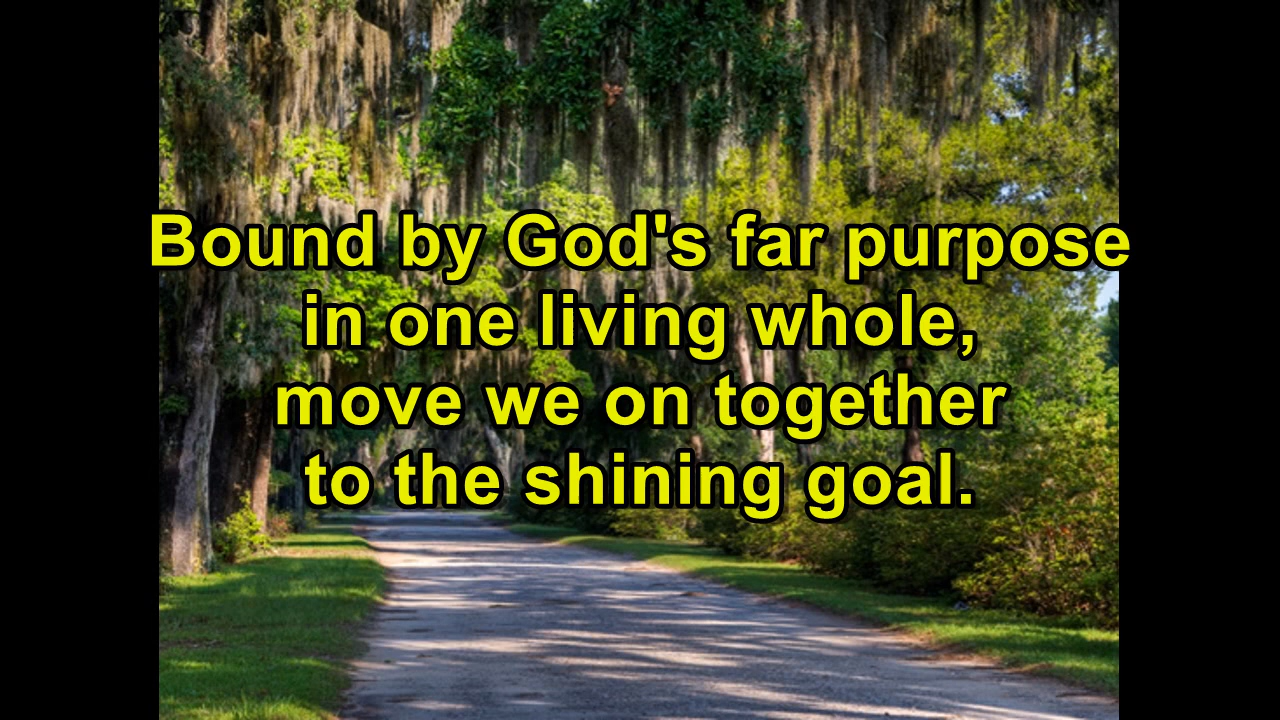 Bound by God's far purpose
in one living whole,
move we on together
to the shining goal.